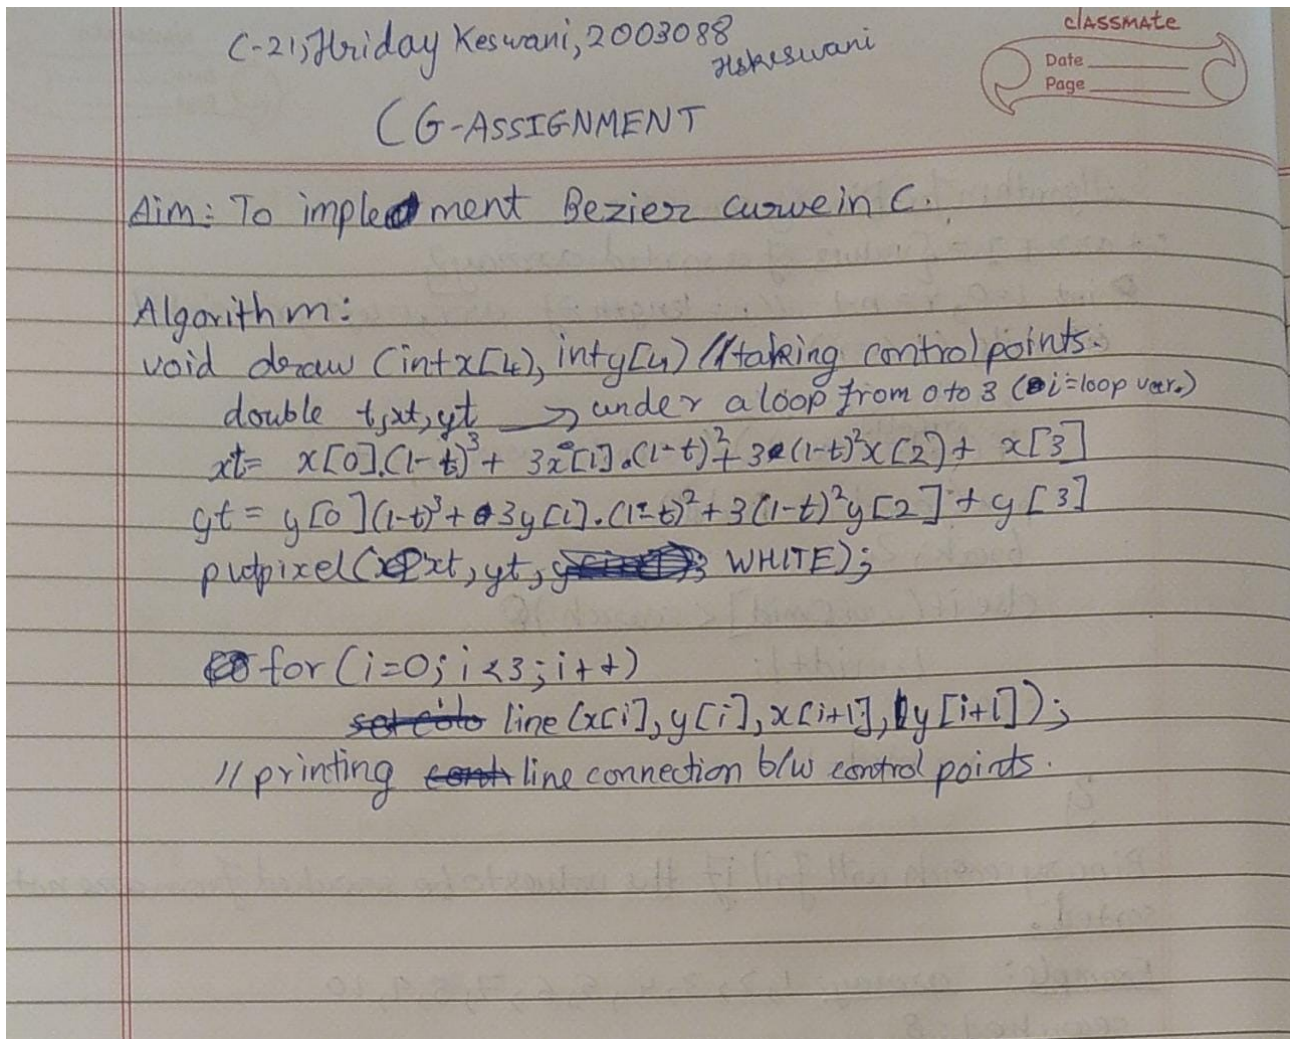 C-21, Hriday Keswani, 2003088
Hskeswani
classmate
Date
Page
CG-ASSIGNMENT
Aim: To implement Bezier curve in C.
Algorithm:
void draw (int x[4], int y[4) //taking control points.
double t,xt,yt → under a loop from 0 to 3 (i=loop var.)
xt= x[0].(1-t)³+ 3x[1].(1-t)²+ 3(1-t)²x[2]+ x[3]
yt = y[0](1-t)³+ 3y[1].(1-t)²+3(1-t)²y[2]+y[3]
putpixel(xt, yt, WHITE);
for (i=0; i<3; i++)
line (x[i], y[i], x[i+1], y[i+1]);
// printing line connection b/w control points.